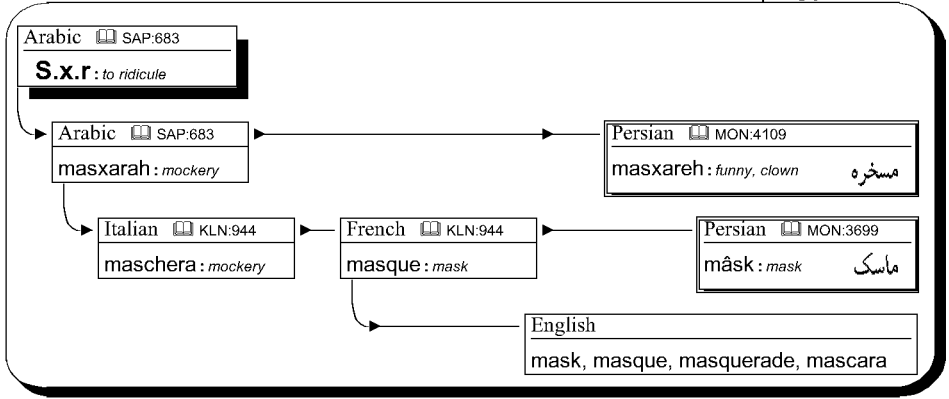 Arabic 🕮 SAP:683
S.x.r : to ridicule
Arabic 🕮 SAP:683
masxarah : mockery
Persian 🕮 MON:4109
masxareh : funny, clown مسخره
Italian 🕮 KLN:944
maschera : mockery
French 🕮 KLN:944
masque : mask
Persian 🕮 MON:3699
mâsk : mask ماسک
English
mask, masque, masquerade, mascara